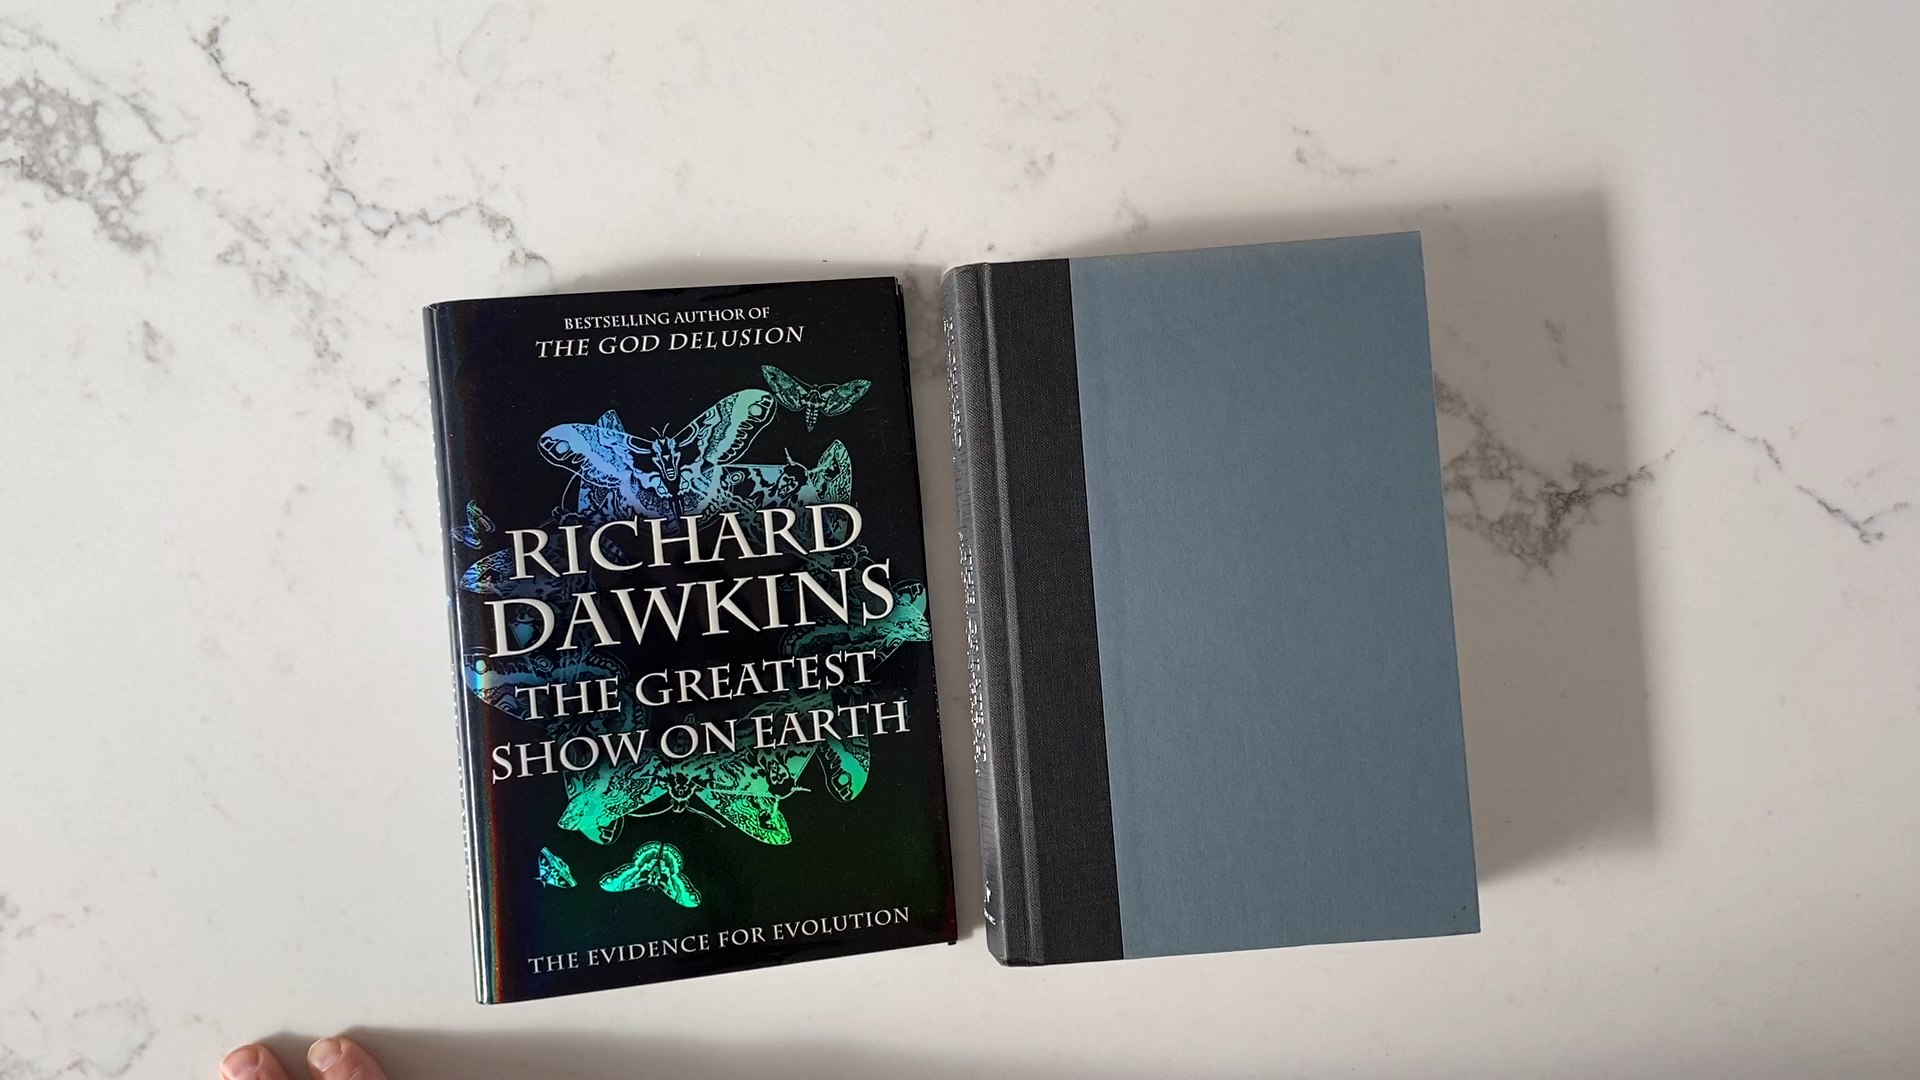 BESTSELLING AUTHOR OF
THE GOD DELUSION
RICHARD
DAWKINS
THE GREATEST
SHOW ON EARTH
THE EVIDENCE FOR EVOLUTION